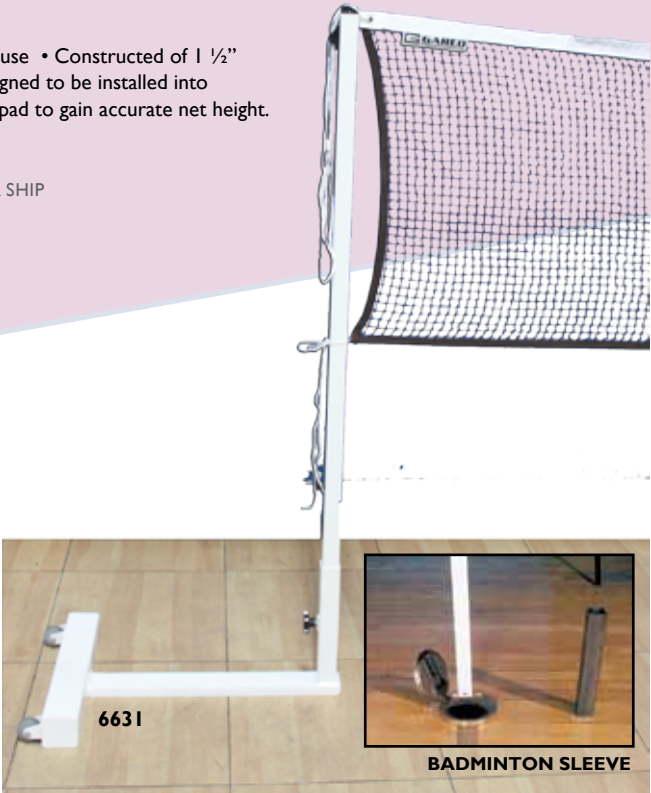 use • Constructed of 1 ½”
gned to be installed into
pad to gain accurate net height.
SHIP
GARED
6631
BADMINTON SLEEVE